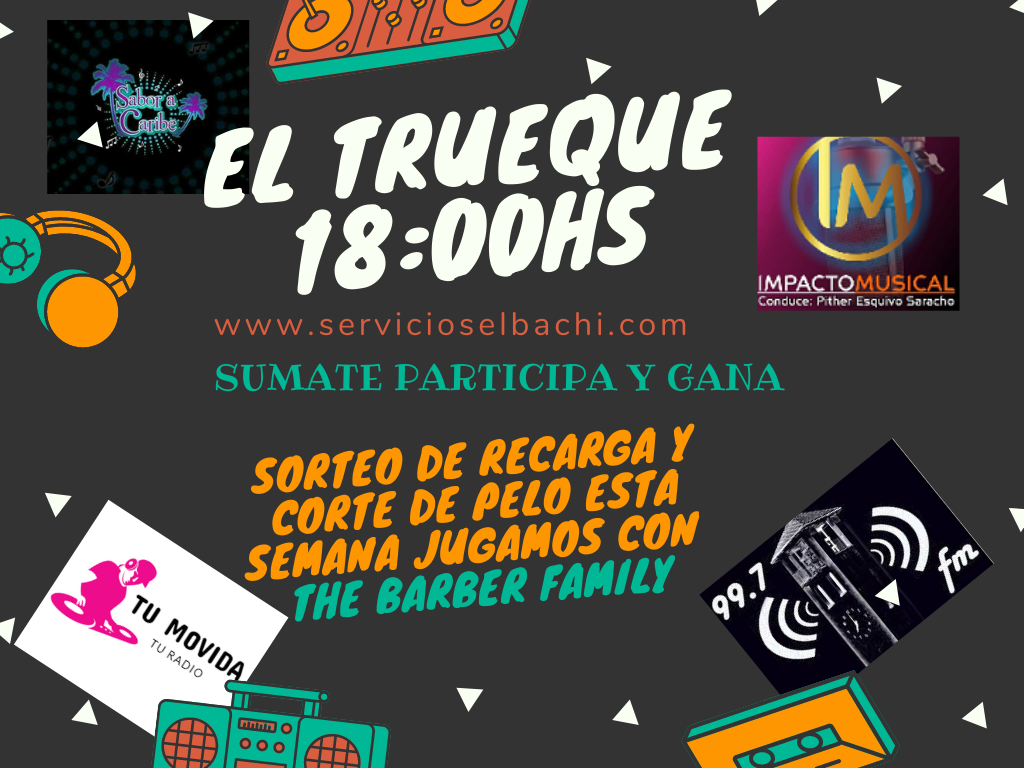 Sabor a
Caribe
EL TRUEQUE
18:00HS
IM
IMPACTOMUSICAL
Conduce: Pither Esquivo Saracho
www.servicioselbachi.com
SUMATE PARTICIPA Y GANA
SORTEO DE RECARGA Y
CORTE DE PELO ESTA
SEMANA JUGAMOS CON
THE BARBER FAMILY
TU MOVIDA
TU RADIO
99.7
fm